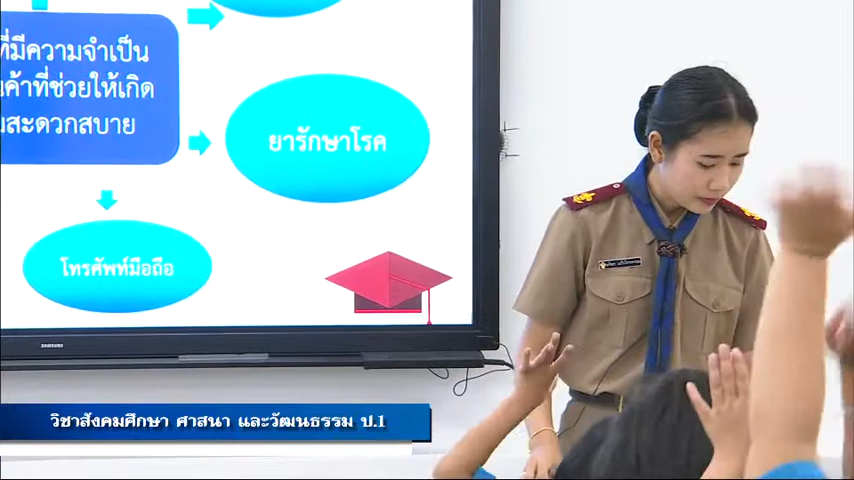 ที่มีความจำเป็น
นค้าที่ช่วยให้เกิด
มสะดวกสบาย
ยารักษาโรค
โทรศัพท์มือถือ
SAMSUNG
วิชาสังคมศึกษา ศาสนา และวัฒนธรรม ป.1